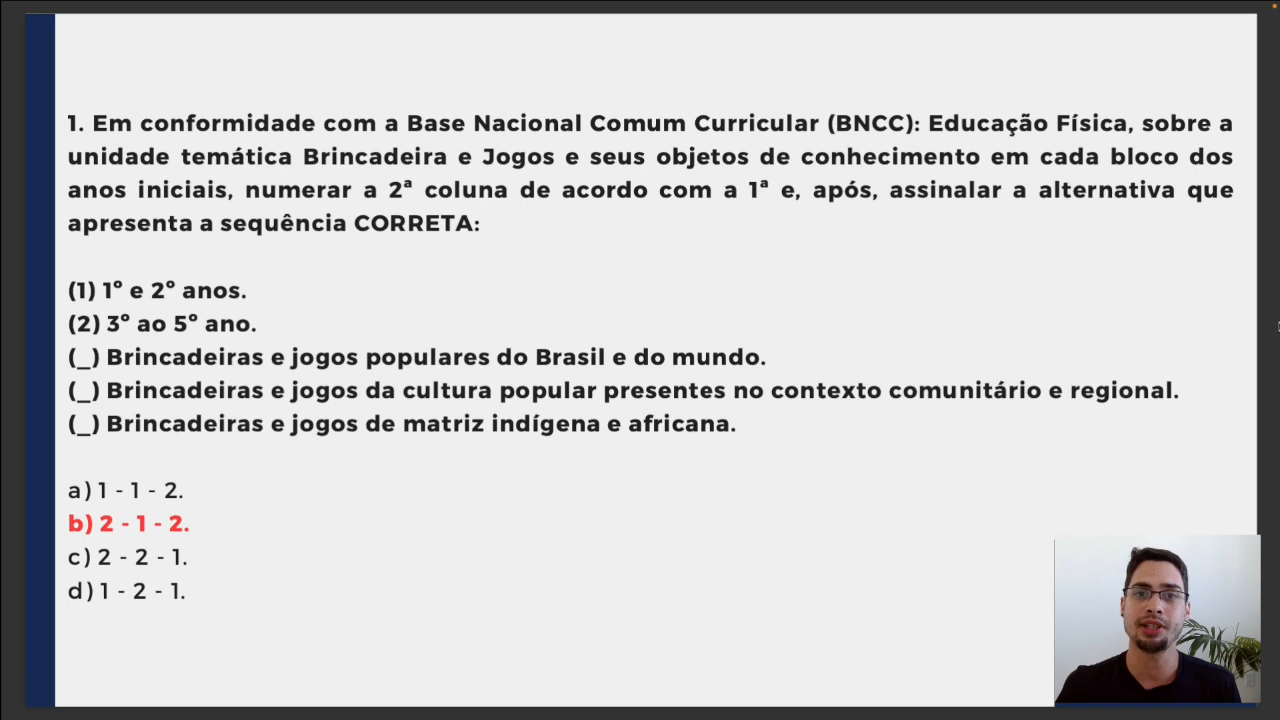 1. Em conformidade com a Base Nacional Comum Curricular (BNCC): Educação Física, sobre a
unidade temática Brincadeira e Jogos e seus objetos de conhecimento em cada bloco dos
anos iniciais, numerar a 2ª coluna de acordo com a 1ª e, após, assinalar a alternativa que
apresenta a sequência CORRETA:
(1) 1º e 2º anos.
(2) 3º ao 5º ano.
(_) Brincadeiras e jogos populares do Brasil e do mundo.
(_) Brincadeiras e jogos da cultura popular presentes no contexto comunitário e regional.
(_) Brincadeiras e jogos de matriz indígena e africana.
a) 1 - 1 - 2.
b) 2 - 1 - 2.
c) 2 - 2 - 1.
d) 1 - 2 - 1.